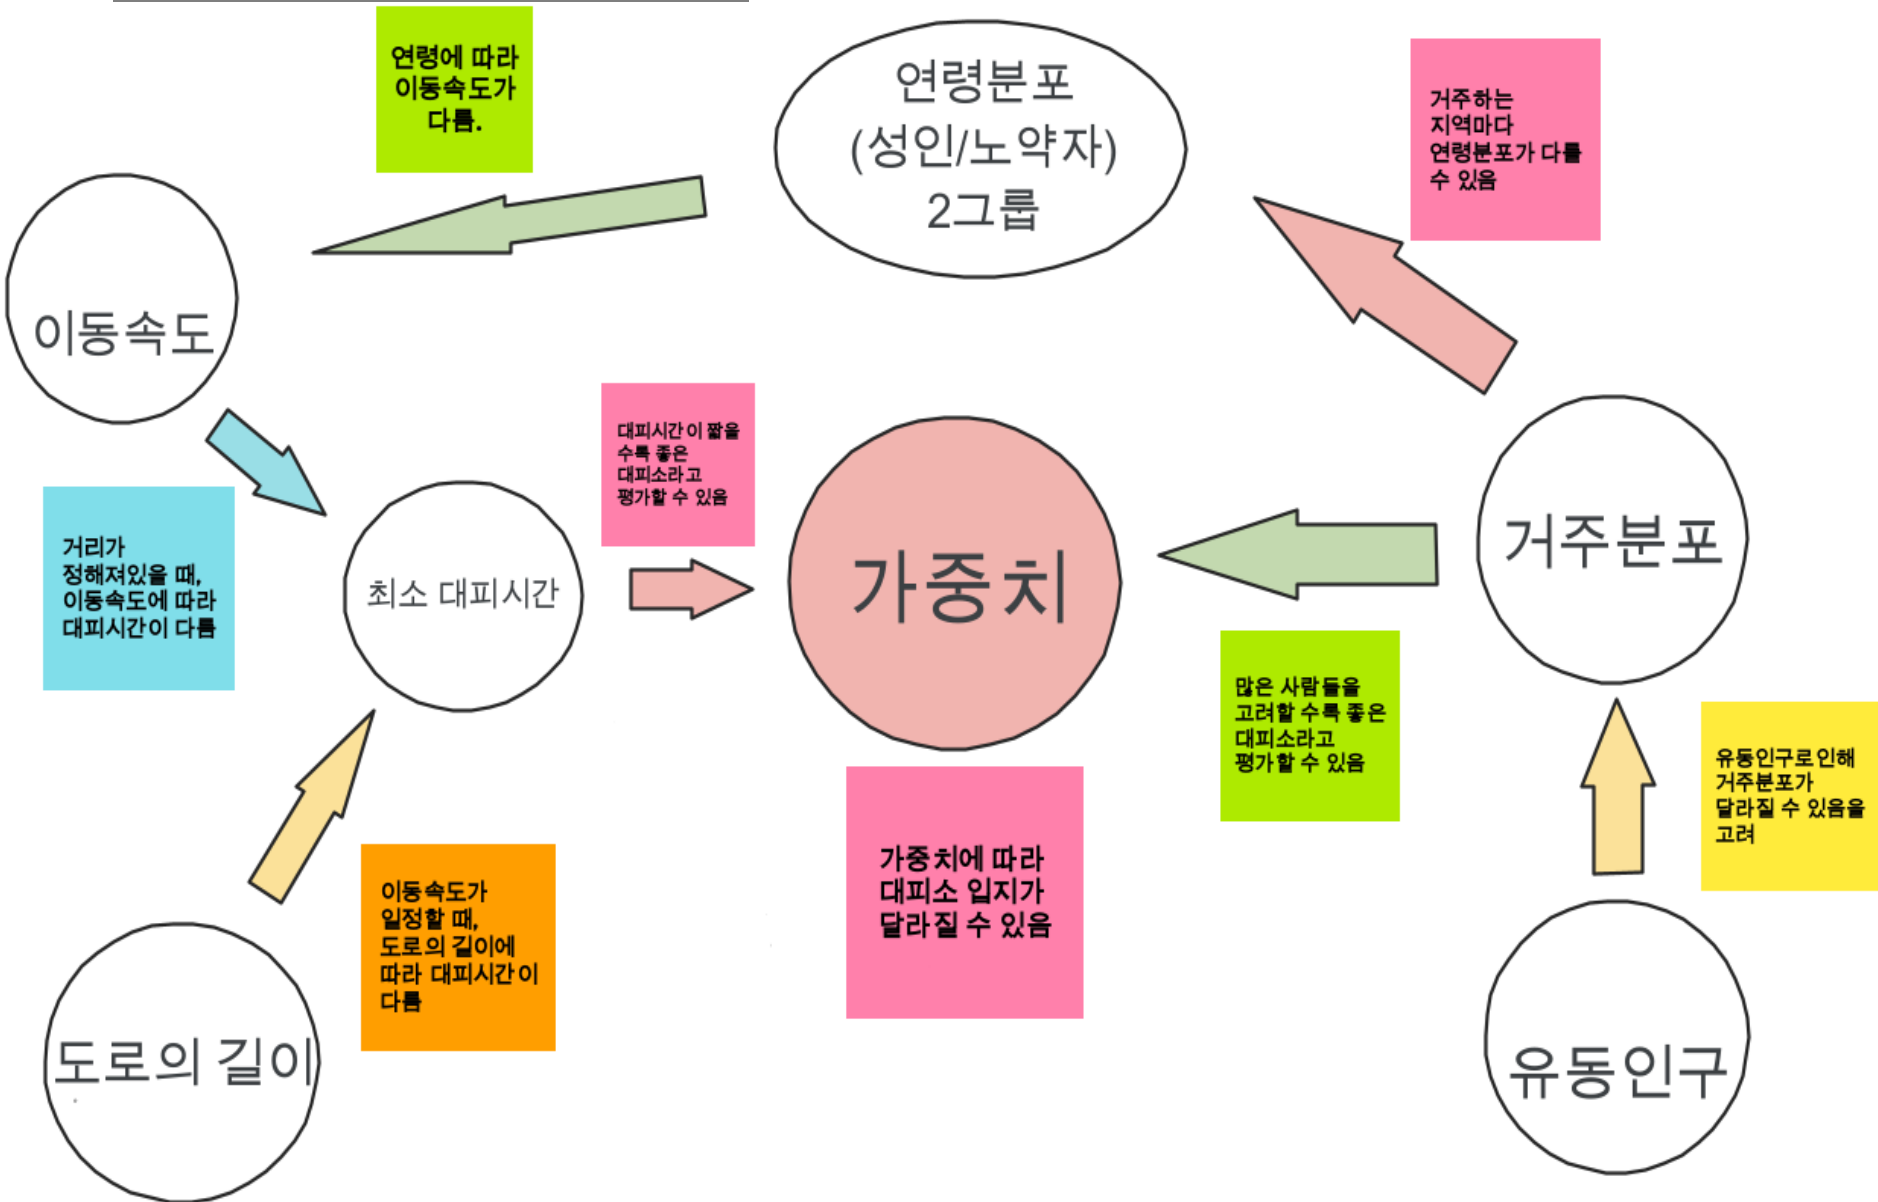 연령에 따라
이동속도가
다름.
연령분포
(성인/노약자)
2그룹
거주하는
지역마다
연령분포가 다를
수 있음
이동속도
대피시간이 짧을
수록 좋은
대피소라고
평가할 수 있음
가중치
거주분포
거리가
정해져있을 때,
이동속도에 따라
대피시간이 다름
최소 대피시간
많은 사람들을
고려할 수록 좋은
대피소라고
평가할 수 있음
유동인구로인해
거주분포가
달라질 수 있음을
고려
가중치에 따라
대피소 입지가
달라질 수 있음
이동속도가
일정할 때,
도로의 길이에
따라 대피시간이
다름
도로의 길이
유동인구